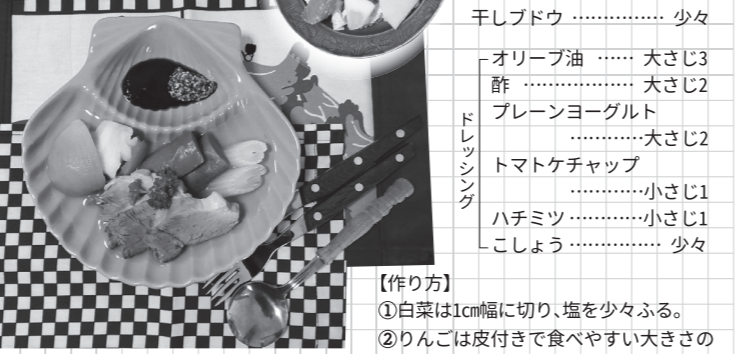 干しブドウ …………… 少々
オリーブ油 …… 大さじ3
酢 ……………… 大さじ2
プレーンヨーグルト
…………大さじ2
トマトケチャップ
…………小さじ1
ハチミツ…………小さじ1
こしょう…………… 少々
ドレッシング
【作り方】
①白菜は1㎝幅に切り、塩を少々ふる。
②りんごは皮付きで食べやすい大きさの